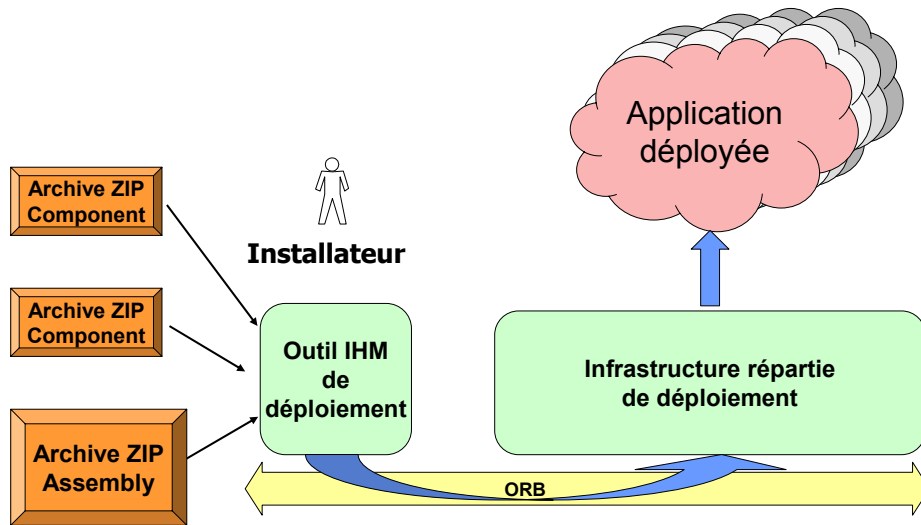 Application
déployée
Archive ZIP
Component
Installateur
Archive ZIP
Component
Outil IHM
de
déploiement
Infrastructure répartie
de déploiement
Archive ZIP
Assembly
ORB